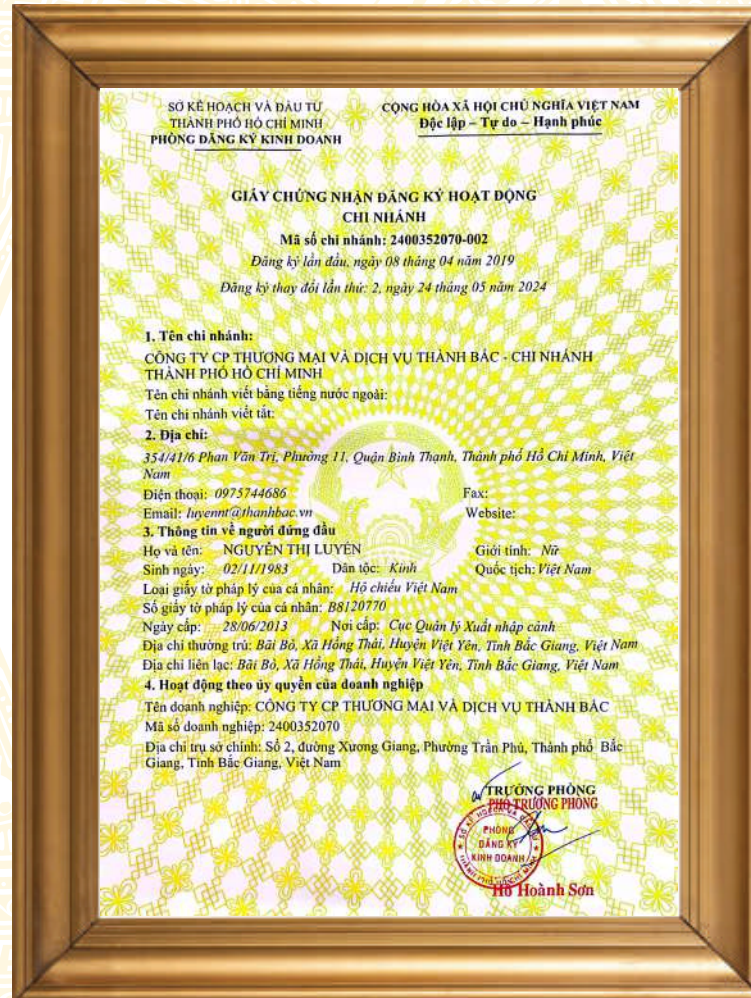 SỞ KẾ HOẠCH VÀ ĐẦU TƯ
THÀNH PHỐ HỒ CHÍ MINH
PHÒNG ĐĂNG KÝ KINH DOANH
CỘNG HÒA XÃ HỘI CHỦ NGHĨA VIỆT NAM
Độc lập – Tự do – Hạnh phúc
GIẤY CHỨNG NHẬN ĐĂNG KÝ HOẠT ĐỘNG
CHI NHÁNH
Mã số chi nhánh: 2400352070-002
Đăng ký lần đầu, ngày 08 tháng 04 năm 2019
Đăng ký thay đổi lần thứ: 2, ngày 24 tháng 05 năm 2024
1. Tên chi nhánh:
CÔNG TY CP THƯƠNG MẠI VÀ DỊCH VỤ THÀNH BẮC - CHI NHÁNH
THÀNH PHỐ HỒ CHÍ MINH
Tên chi nhánh viết bằng tiếng nước ngoài:
Tên chi nhánh viết tắt:
2. Địa chỉ:
354/41/6 Phan Văn Trị, Phường 11, Quận Bình Thạnh, Thành phố Hồ Chí Minh, Việt
Nam
Điện thoại: 0975744686 Fax:
Email: luyennt@thanhbac.vn Website:
3. Thông tin về người đứng đầu
Họ và tên: NGUYỄN THỊ LUYẾN Giới tính: Nữ
Sinh ngày: 02/11/1983 Dân tộc: Kinh Quốc tịch: Việt Nam
Loại giấy tờ pháp lý của cá nhân: Hộ chiếu Việt Nam
Số giấy tờ pháp lý của cá nhân: B8120770
Ngày cấp: 28/06/2013 Nơi cấp: Cục Quản lý Xuất nhập cảnh
Địa chỉ thường trú: Bãi Bò, Xã Hồng Thái, Huyện Việt Yên, Tỉnh Bắc Giang, Việt Nam
Địa chỉ liên lạc: Bãi Bò, Xã Hồng Thái, Huyện Việt Yên, Tỉnh Bắc Giang, Việt Nam
4. Hoạt động theo ủy quyền của doanh nghiệp
Tên doanh nghiệp: CÔNG TY CP THƯƠNG MẠI VÀ DỊCH VỤ THÀNH BẮC
Mã số doanh nghiệp: 2400352070
Địa chỉ trụ sở chính: Số 2, đường Xương Giang, Phường Trần Phú, Thành phố Bắc
Giang, Tỉnh Bắc Giang, Việt Nam
TRƯỞNG PHÒNG
PHÓ TRƯỞNG PHÒNG
SỞ KẾ HOẠCH VÀ ĐẦU TƯ
PHÒNG
ĐĂNG KÝ
KINH DOANH
THÀNH PHỐ HỒ CHÍ MINH
Hồ Hoành Sơn